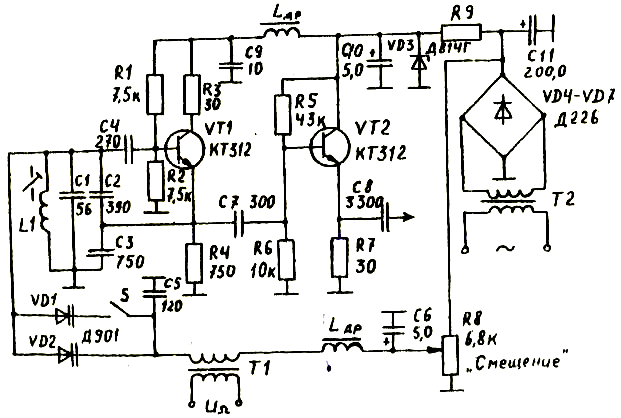 Lдр
R9
C9
10
C10
5,0
VD3
Д814Г
C11
200,0
R1
7,5к
R3
30
R5
43к
VD4-VD7
Д226
C4
270
VT1
КТ312
VT2
КТ312
R2
7,5к
C7 300
C8
3300
T2
~
L1
C1
56
C2
390
C3
750
R4
750
R6
10к
R7
30
VD1
S
C5
120
VD2
Д901
C6
5,0
Lдр
R8
6,8к
„Смещение"
T1
UΩ